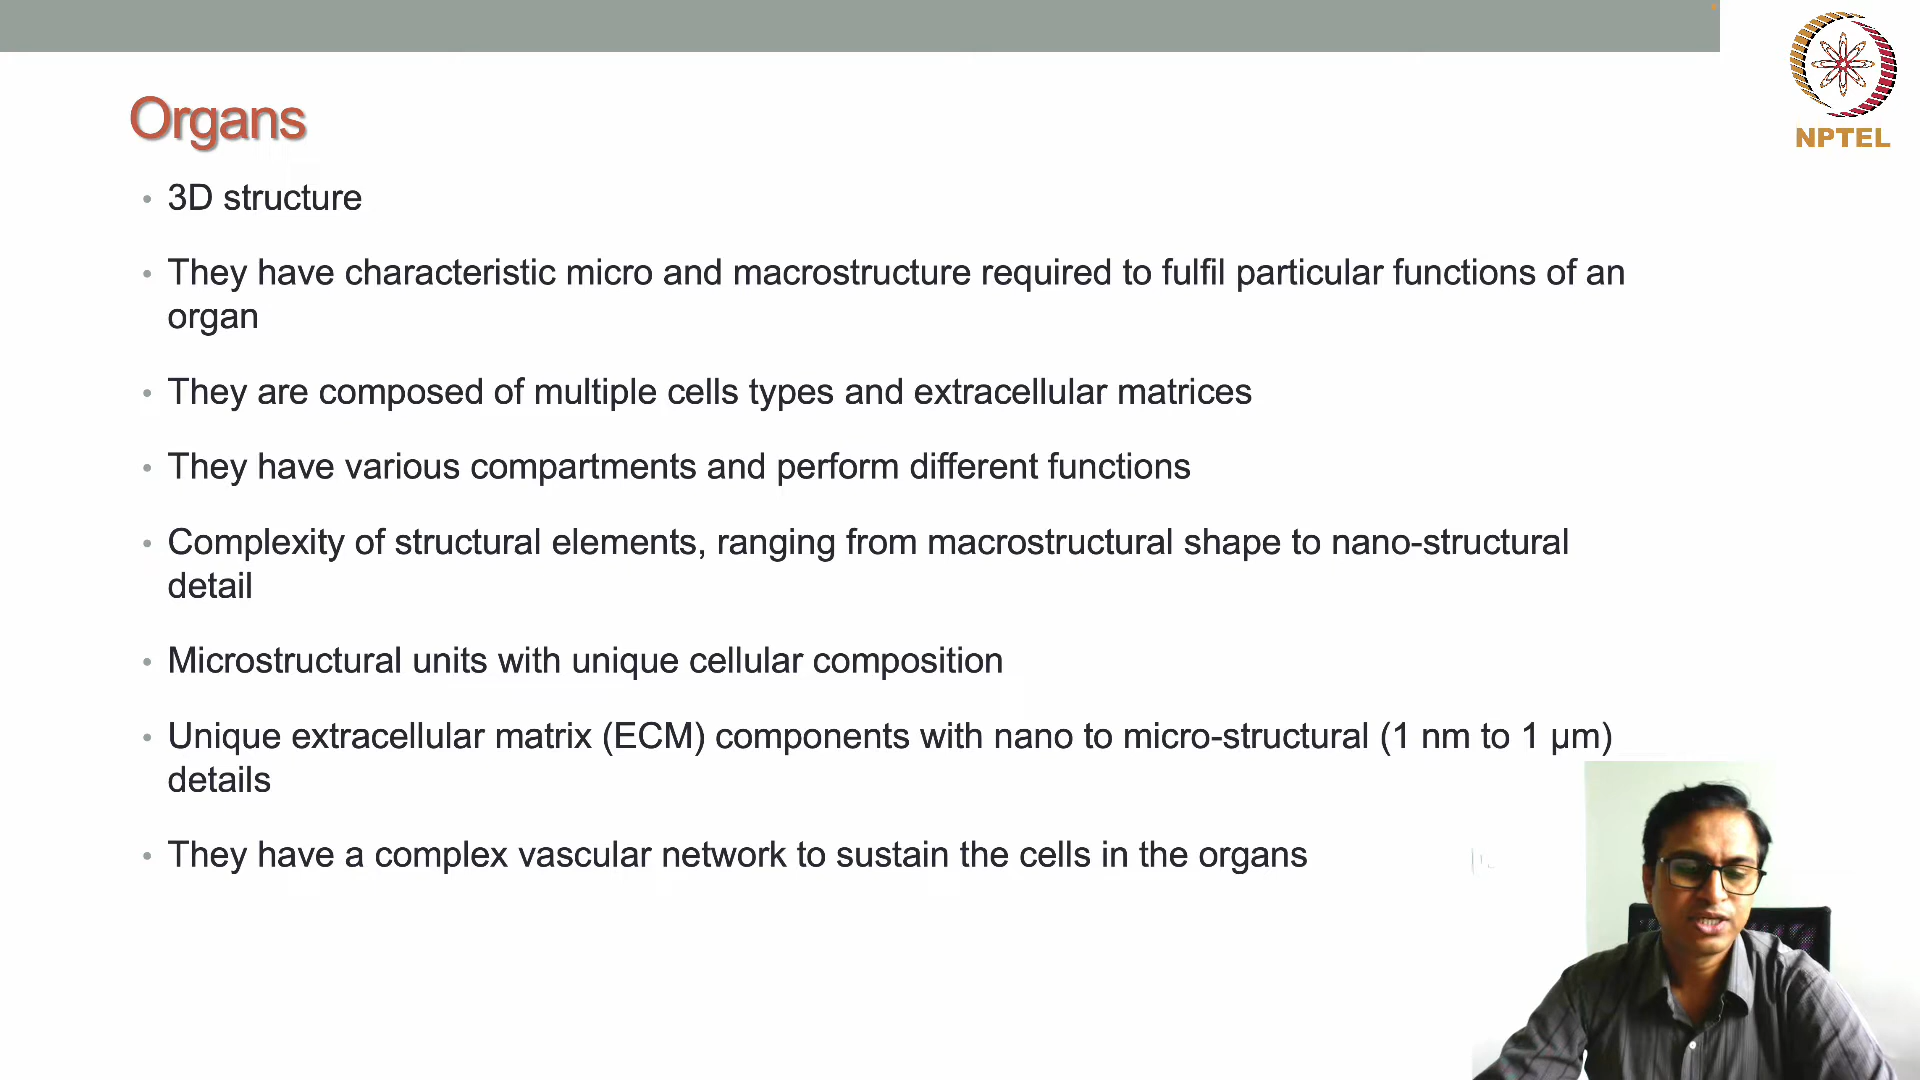 NPTEL
Organs
• 3D structure
• They have characteristic micro and macrostructure required to fulfil particular functions of an
organ
• They are composed of multiple cells types and extracellular matrices
• They have various compartments and perform different functions
• Complexity of structural elements, ranging from macrostructural shape to nano-structural
detail
• Microstructural units with unique cellular composition
• Unique extracellular matrix (ECM) components with nano to micro-structural (1 nm to 1 μm)
details
• They have a complex vascular network to sustain the cells in the organs